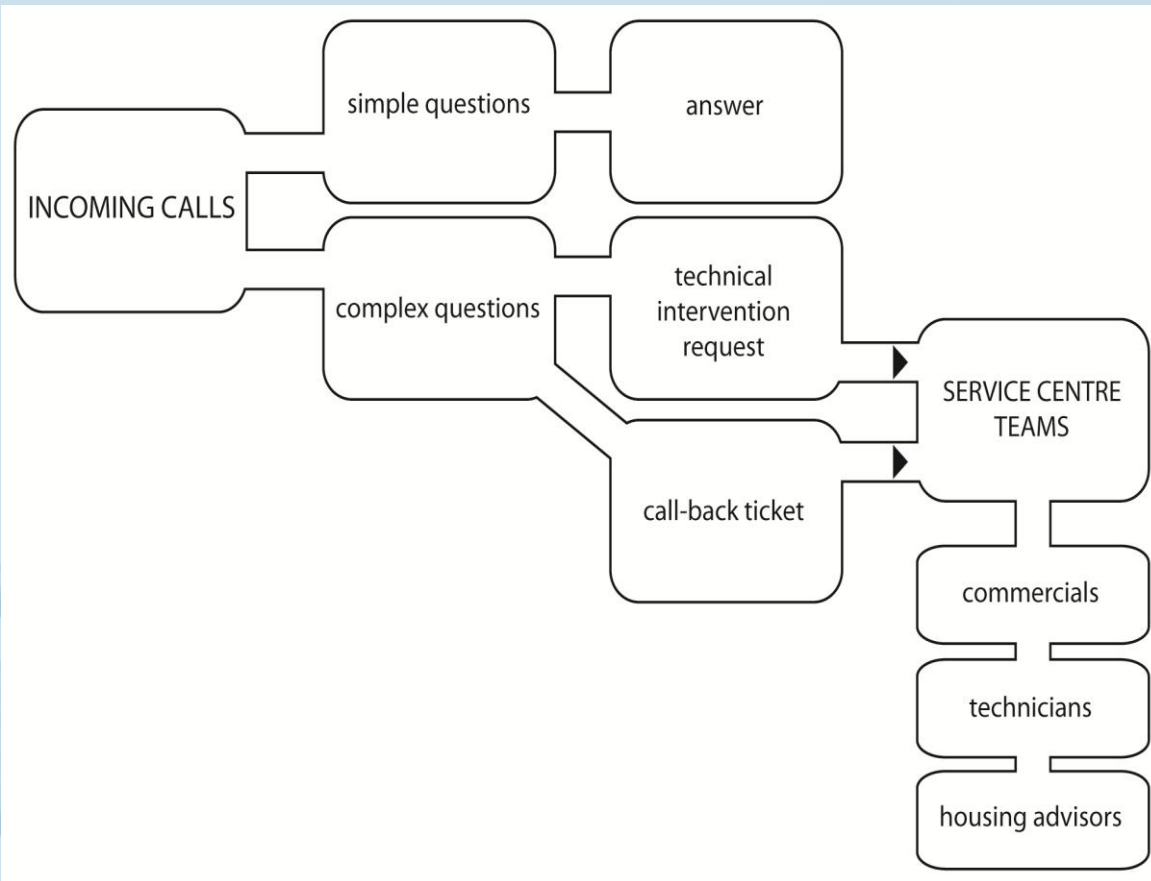 simple questions
answer
INCOMING CALLS
complex questions
technical
intervention
request
SERVICE CENTRE
TEAMS
call-back ticket
commercials
technicians
housing advisors